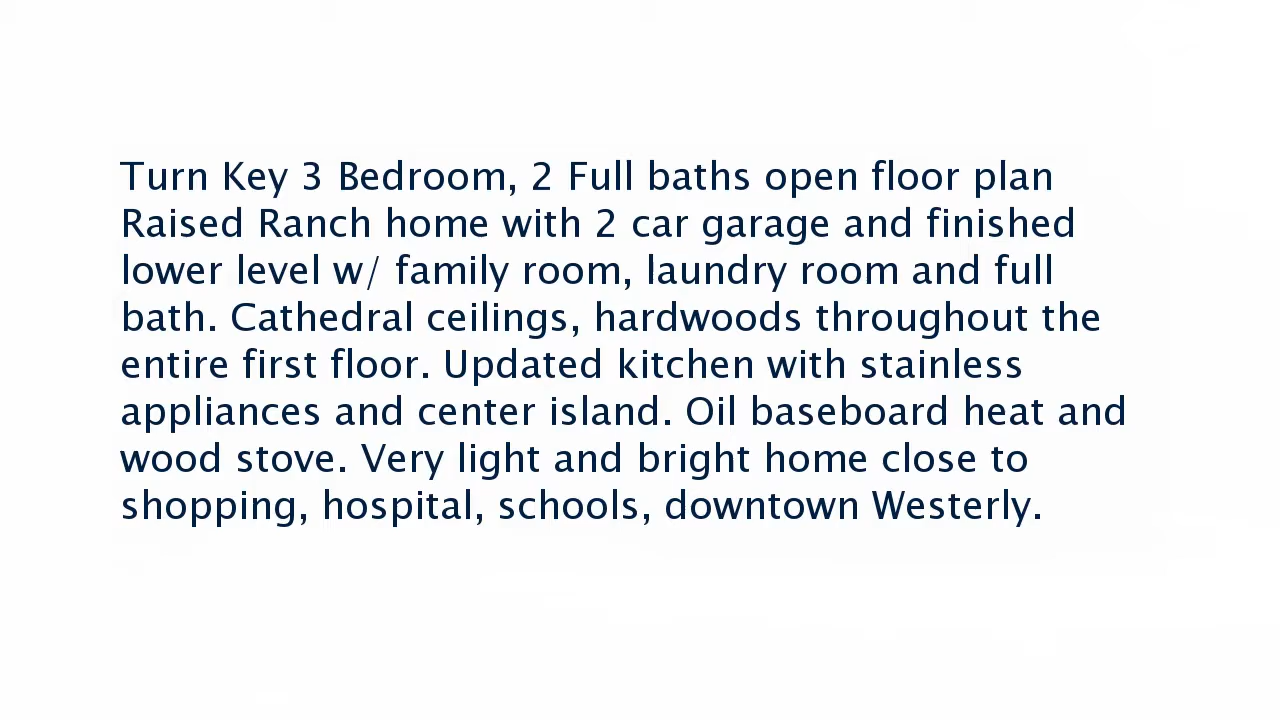 Turn Key 3 Bedroom, 2 Full baths open floor plan
Raised Ranch home with 2 car garage and finished
lower level w/ family room, laundry room and full
bath. Cathedral ceilings, hardwoods throughout the
entire first floor. Updated kitchen with stainless
appliances and center island. Oil baseboard heat and
wood stove. Very light and bright home close to
shopping, hospital, schools, downtown Westerly.